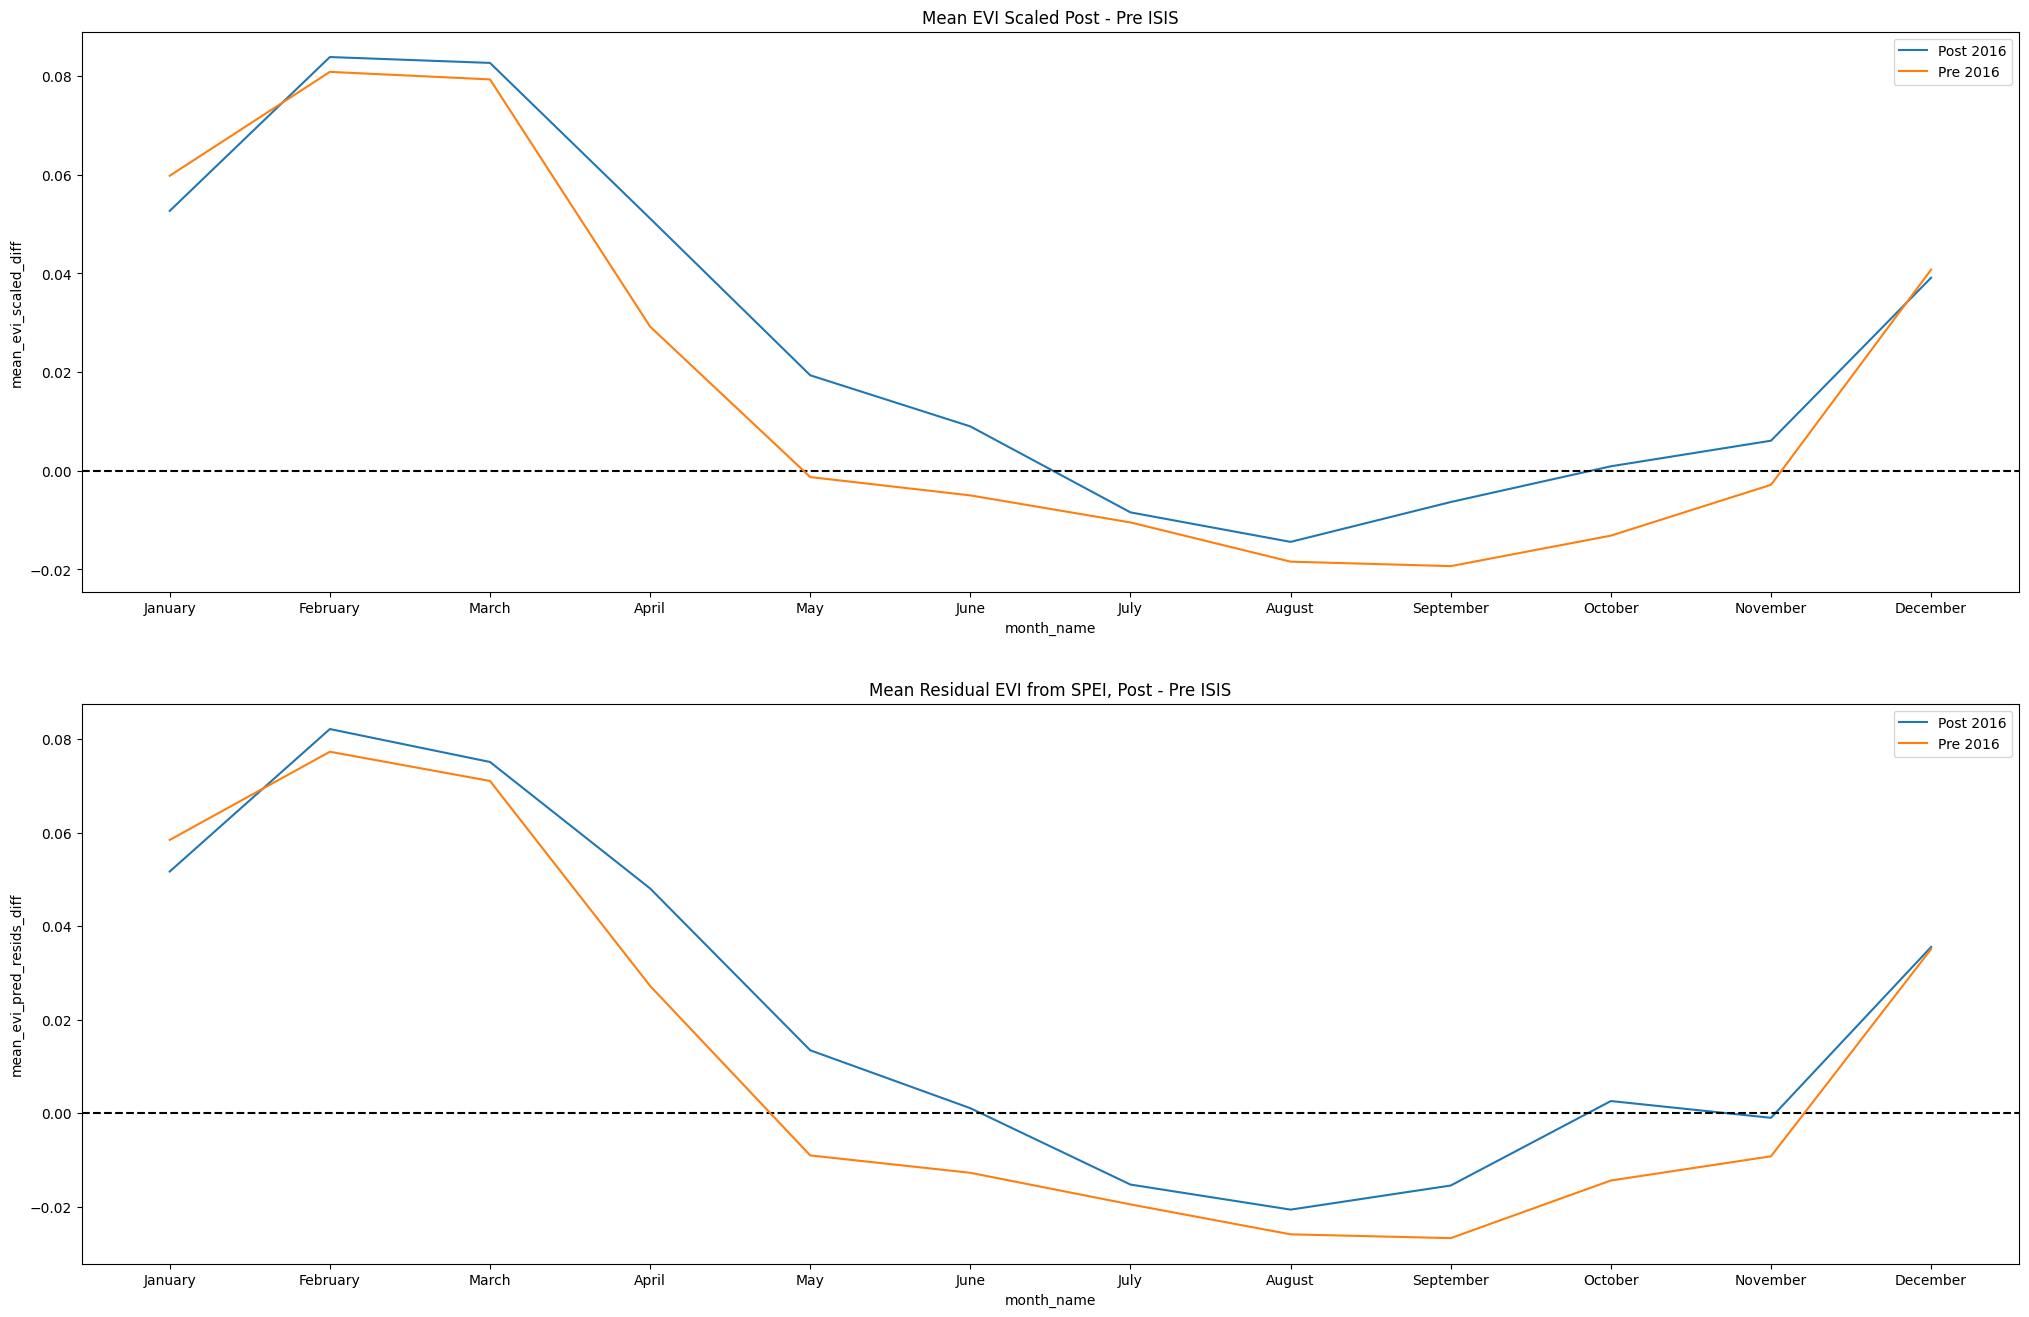 Mean EVI Scaled Post - Pre ISIS
Post 2016
Pre 2016
mean_evi_scaled_diff
0.08
0.06
0.04
0.02
0.00
−0.02
January February March April May June July August September October November December
month_name
Mean Residual EVI from SPEI, Post - Pre ISIS
Post 2016
Pre 2016
mean_evi_pred_resids_diff
0.08
0.06
0.04
0.02
0.00
−0.02
January February March April May June July August September October November December
month_name